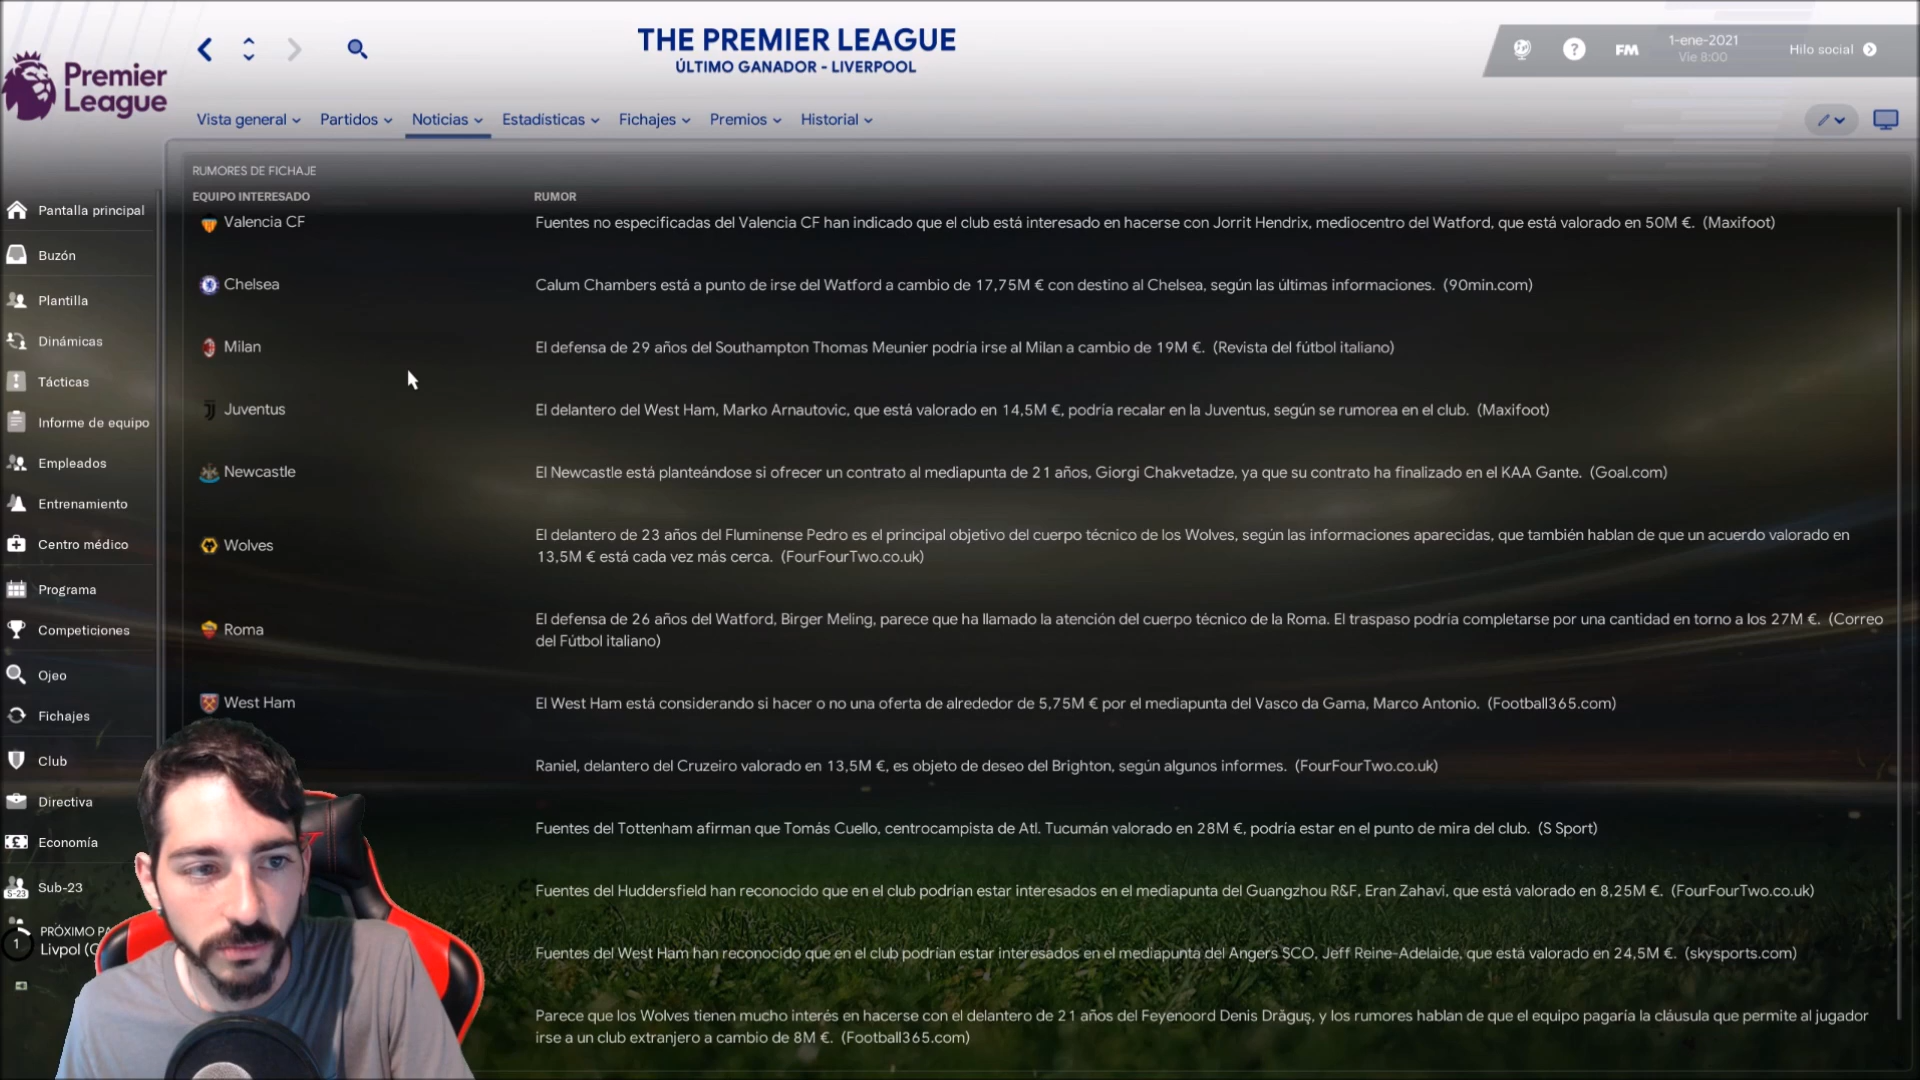 Premier
League
THE PREMIER LEAGUE
ÚLTIMO GANADOR - LIVERPOOL
?
FM
1-ene-2021
Vie 8:00
Hilo social
Vista general
Partidos
Noticias
Estadísticas
Fichajes
Premios
Historial
Pantalla principal
Buzón
Plantilla
Dinámicas
Tácticas
Informe de equipo
Empleados
Entrenamiento
Centro médico
Programa
Competiciones
Ojeo
Fichajes
Club
Directiva
Economía
S-23
Sub-23
1
PRÓXIMO PA
Livpol (C
RUMORES DE FICHAJE
EQUIPO INTERESADO
RUMOR
Valencia CF
Fuentes no especificadas del Valencia CF han indicado que el club está interesado en hacerse con Jorrit Hendrix, mediocentro del Watford, que está valorado en 50M €. (Maxifoot)
Chelsea
Calum Chambers está a punto de irse del Watford a cambio de 17,75M € con destino al Chelsea, según las últimas informaciones. (90min.com)
Milan
El defensa de 29 años del Southampton Thomas Meunier podría irse al Milan a cambio de 19M €. (Revista del fútbol italiano)
Juventus
El delantero del West Ham, Marko Arnautovic, que está valorado en 14,5M €, podría recalar en la Juventus, según se rumorea en el club. (Maxifoot)
Newcastle
El Newcastle está planteándose si ofrecer un contrato al mediapunta de 21 años, Giorgi Chakvetadze, ya que su contrato ha finalizado en el KAA Gante. (Goal.com)
Wolves
El delantero de 23 años del Fluminense Pedro es el principal objetivo del cuerpo técnico de los Wolves, según las informaciones aparecidas, que también hablan de que un acuerdo valorado en
13,5M € está cada vez más cerca. (FourFourTwo.co.uk)
Roma
El defensa de 26 años del Watford, Birger Meling, parece que ha llamado la atención del cuerpo técnico de la Roma. El traspaso podría completarse por una cantidad en torno a los 27M €. (Correo
del Fútbol italiano)
West Ham
El West Ham está considerando si hacer o no una oferta de alrededor de 5,75M € por el mediapunta del Vasco da Gama, Marco Antonio. (Football365.com)
Raniel, delantero del Cruzeiro valorado en 13,5M €, es objeto de deseo del Brighton, según algunos informes. (FourFourTwo.co.uk)
Fuentes del Tottenham afirman que Tomás Cuello, centrocampista de Atl. Tucumán valorado en 28M €, podría estar en el punto de mira del club. (S Sport)
Fuentes del Huddersfield han reconocido que en el club podrían estar interesados en el mediapunta del Guangzhou R&F, Eran Zahavi, que está valorado en 8,25M €. (FourFourTwo.co.uk)
Fuentes del West Ham han reconocido que en el club podrían estar interesados en el mediapunta del Angers SCO, Jeff Reine-Adelaide, que está valorado en 24,5M €. (skysports.com)
Parece que los Wolves tienen mucho interés en hacerse con el delantero de 21 años del Feyenoord Denis Drăguș, y los rumores hablan de que el equipo pagaría la cláusula que permite al jugador
irse a un club extranjero a cambio de 8M €. (Football365.com)